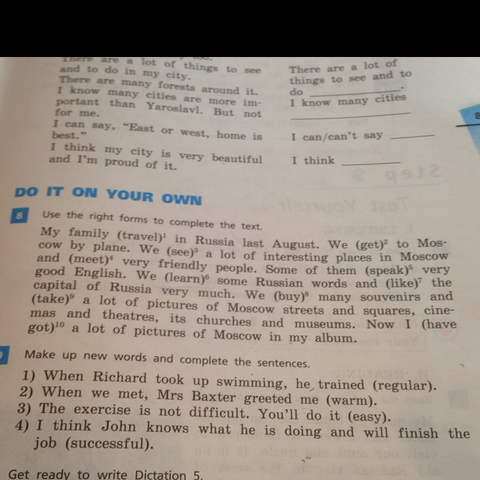 There are a lot of things to see
and to do in my city.
There are many forests around it.
I know many cities are more im-
portant than Yaroslavl. But not
for me.
I can say, "East or west, home is
best."
I think my city is very beautiful
and I'm proud of it.
There are a lot of
things to see and to
do ____________.
I know many cities
____________
I can/can't say ______
I think ________
DO IT ON YOUR OWN
8 Use the right forms to complete the text.
My family (travel)¹ in Russia last August. We (get)² to Mos-
cow by plane. We (see)³ a lot of interesting places in Moscow
and (meet)⁴ very friendly people. Some of them (speak)⁵ very
good English. We (learn)⁶ some Russian words and (like)⁷ the
capital of Russia very much. We (buy)⁸ many souvenirs and
(take)⁹ a lot of pictures of Moscow streets and squares, cine-
mas and theatres, its churches and museums. Now I (have
got)¹⁰ a lot of pictures of Moscow in my album.
Make up new words and complete the sentences.
1) When Richard took up swimming, he trained (regular).
2) When we met, Mrs Baxter greeted me (warm).
3) The exercise is not difficult. You'll do it (easy).
4) I think John knows what he is doing and will finish the
job (successful).
Get ready to write Dictation 5.